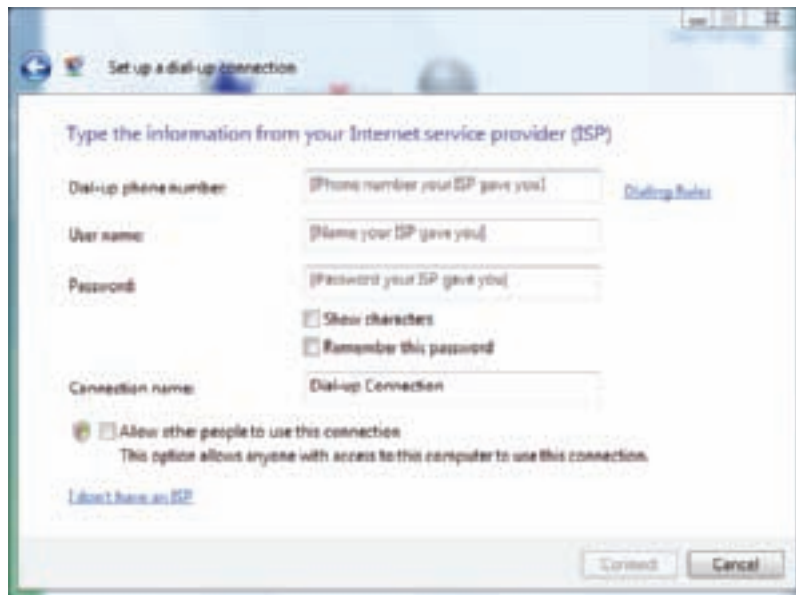 Set up a dial-up connection
Type the information from your Internet service provider (ISP)
Dial-up phone number:
[Phone number your ISP gave you]
Dialing Rules
User name:
[Name your ISP gave you]
Password:
[Password your ISP gave you]
Show characters
Remember this password
Connection name:
Dial-up Connection
Allow other people to use this connection
This option allows anyone with access to this computer to use this connection.
I don't have an ISP
Connect
Cancel